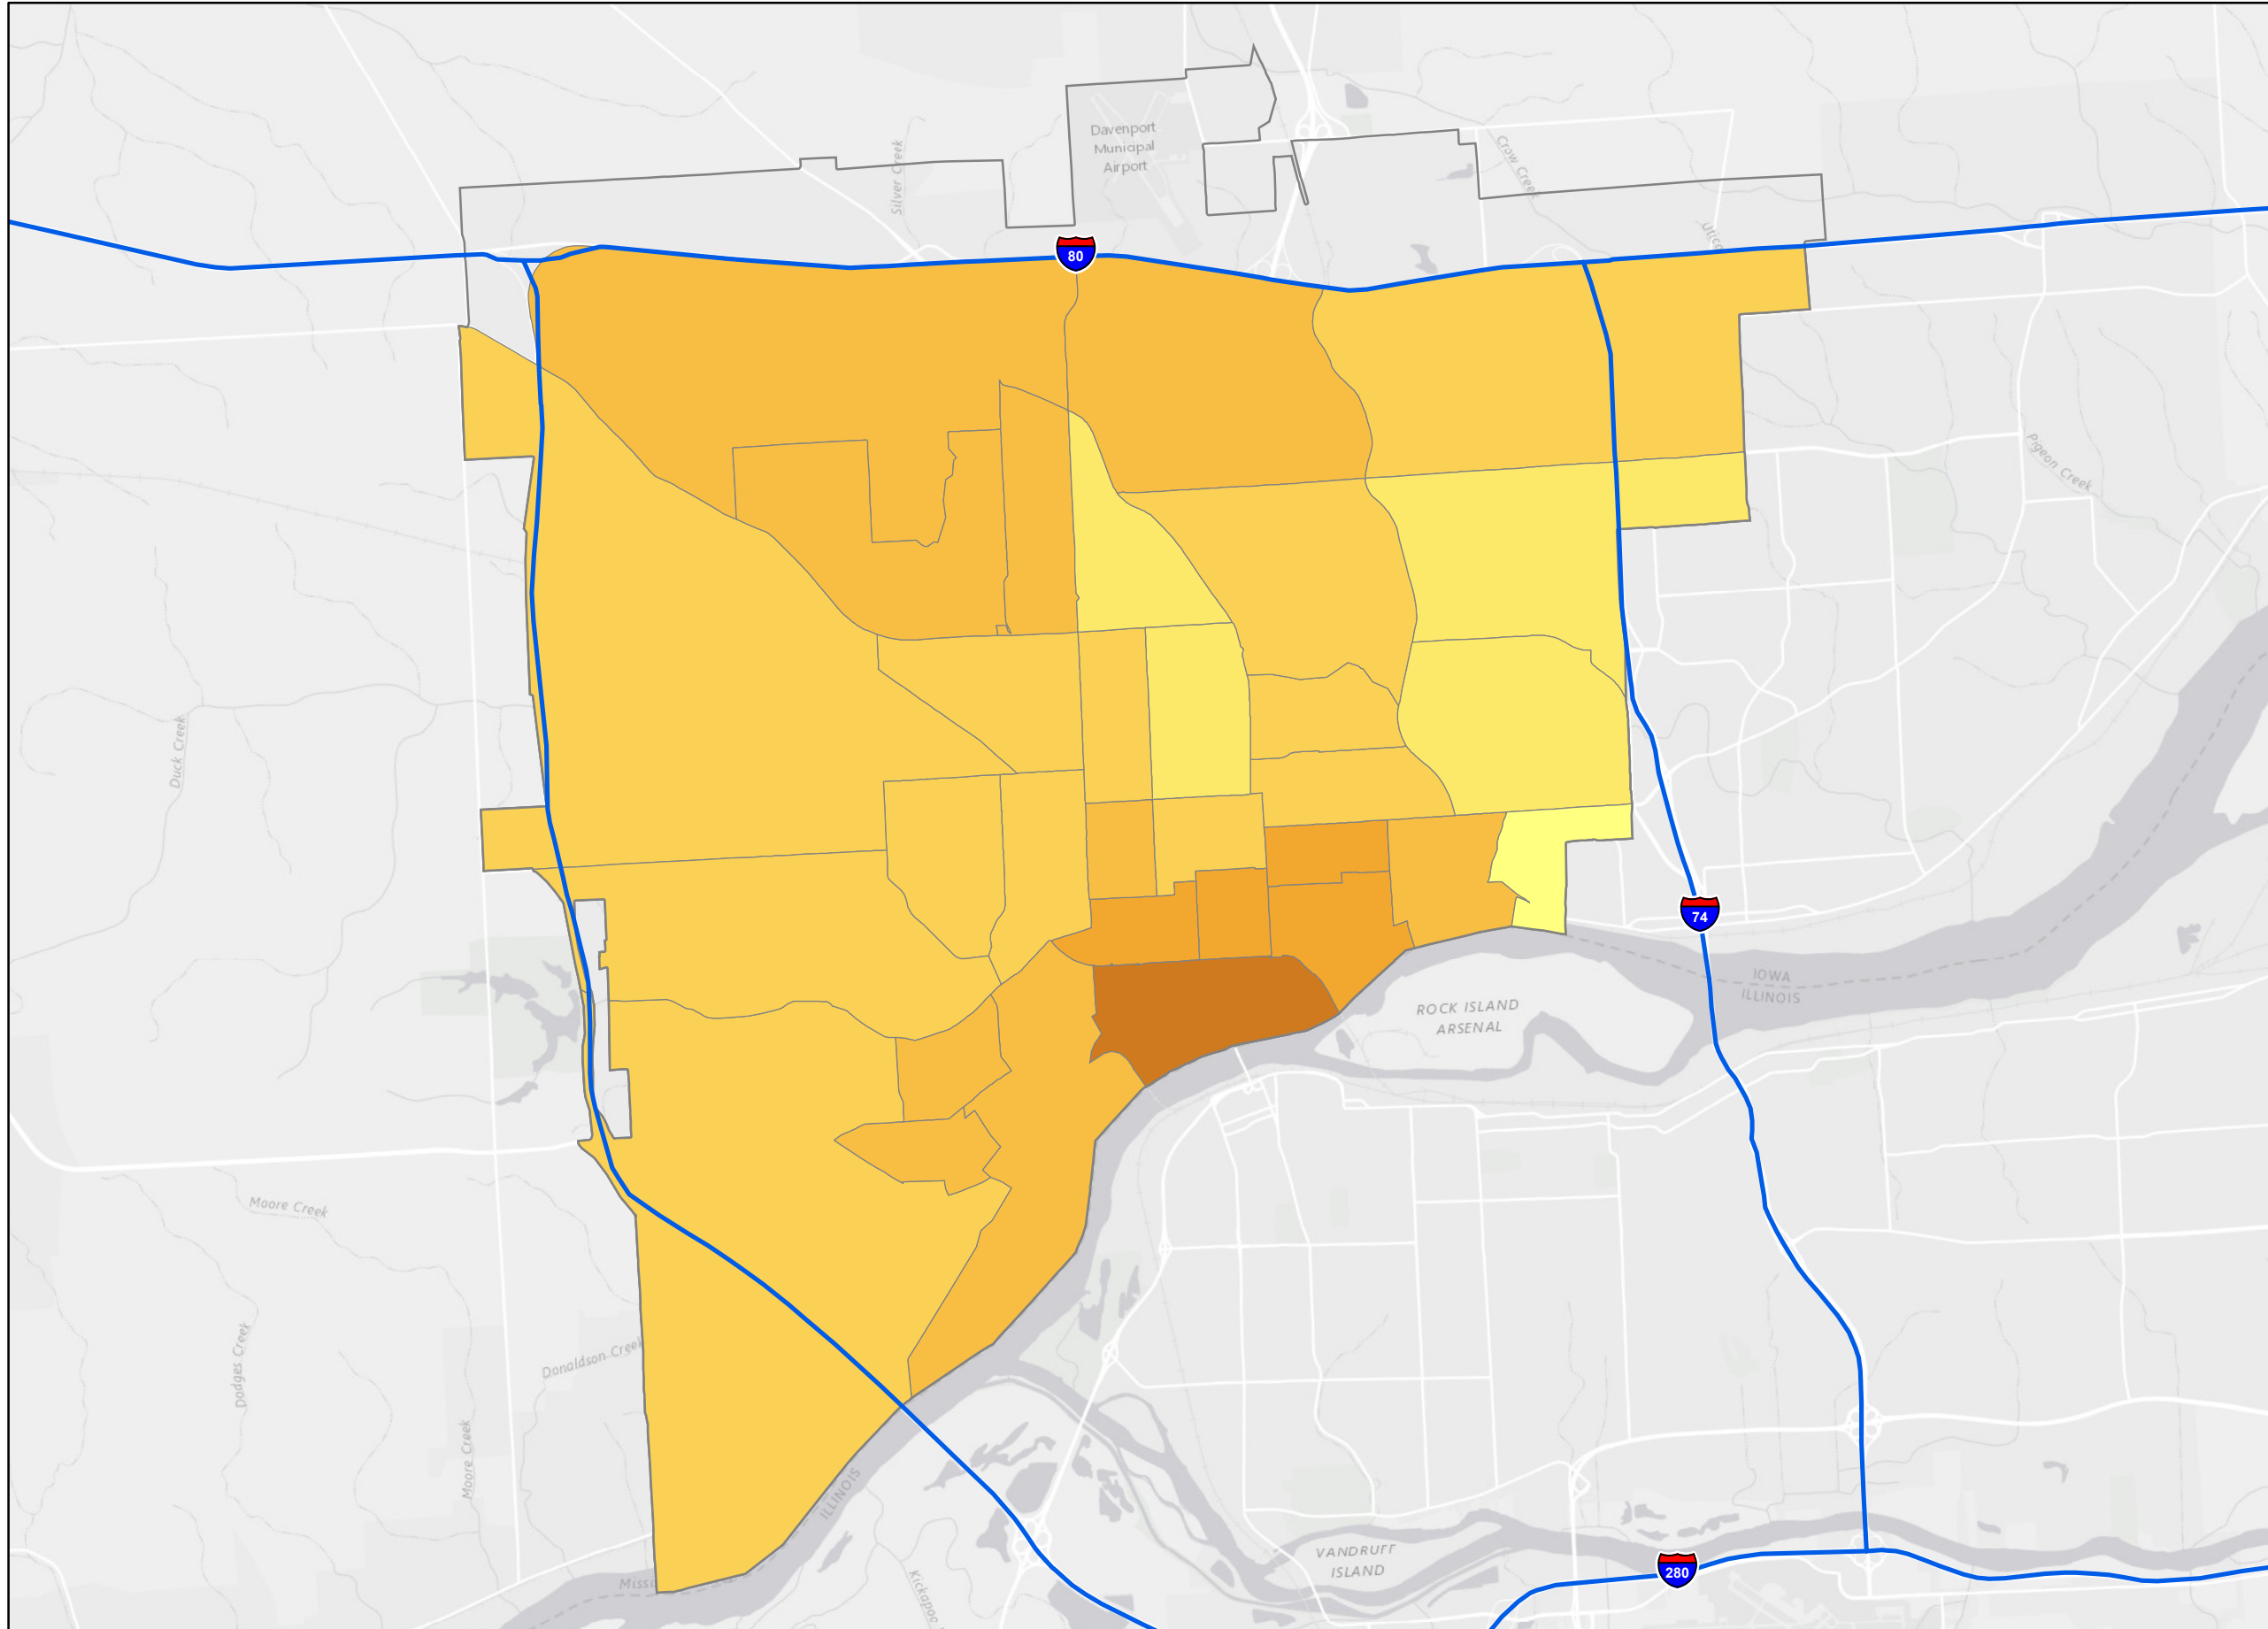 Davenport
Municipal
Airport
Silver Creek
Crow Creek
80
Pigeon Creek
Duck Creek
74
IOWA
ILLINOIS
ROCK ISLAND
ARSENAL
Moore Creek
Dodges Creek
Donaldson Creek
Moore Creek
ILLINOIS
VANDRUFF
ISLAND
280